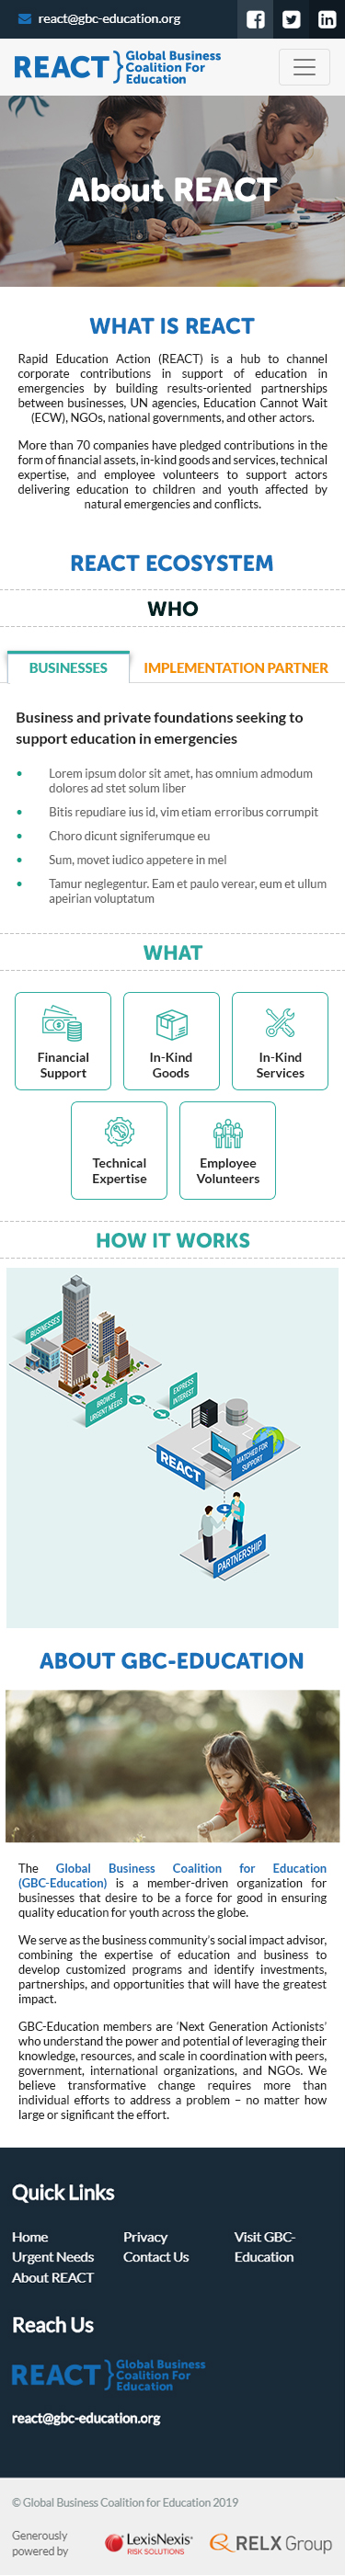 react@gbc-education.org
REACT Global Business
Coalition For
Education
About REACT
WHAT IS REACT
Rapid Education Action (REACT) is a hub to channel
corporate contributions in support of education in
emergencies by building results-oriented partnerships
between businesses, UN agencies, Education Cannot Wait
(ECW), NGOs, national governments, and other actors.
More than 70 companies have pledged contributions in the
form of financial assets, in-kind goods and services, technical
expertise, and employee volunteers to support actors
delivering education to children and youth affected by
natural emergencies and conflicts.
REACT ECOSYSTEM
WHO
BUSINESSES IMPLEMENTATION PARTNER
Business and private foundations seeking to
support education in emergencies
• Lorem ipsum dolor sit amet, has omnium admodum
dolores ad stet solum liber
• Bitis repudiare ius id, vim etiam erroribus corrumpit
• Choro dicunt signiferumque eu
• Sum, movet iudico appetere in mel
• Tamur neglegentur. Eam et paulo verear, eum et ullum
apeirian voluptatum
WHAT
Financial
Support
In-Kind
Goods
In-Kind
Services
Technical
Expertise
Employee
Volunteers
HOW IT WORKS
BUSINESSES
BROWSE
URGENT NEEDS
EXPRESS
INTEREST
REACT
REACT
MATCHED FOR
SUPPORT
PARTNERSHIP
ABOUT GBC-EDUCATION
The Global Business Coalition for Education
(GBC-Education) is a member-driven organization for
businesses that desire to be a force for good in ensuring
quality education for youth across the globe.
We serve as the business community's social impact advisor,
combining the expertise of education and business to
develop customized programs and identify investments,
partnerships, and opportunities that will have the greatest
impact.
GBC-Education members are ‘Next Generation Actionists’
who understand the power and potential of leveraging their
knowledge, resources, and scale in coordination with peers,
government, international organizations, and NGOs. We
believe transformative change requires more than
individual efforts to address a problem – no matter how
large or significant the effort.
Quick Links
Home
Urgent Needs
About REACT
Privacy
Contact Us
Visit GBC-
Education
Reach Us
REACT Global Business
Coalition For
Education
react@gbc-education.org
© Global Business Coalition for Education 2019
Generously
powered by
LexisNexis
RISK SOLUTIONS
RELX Group